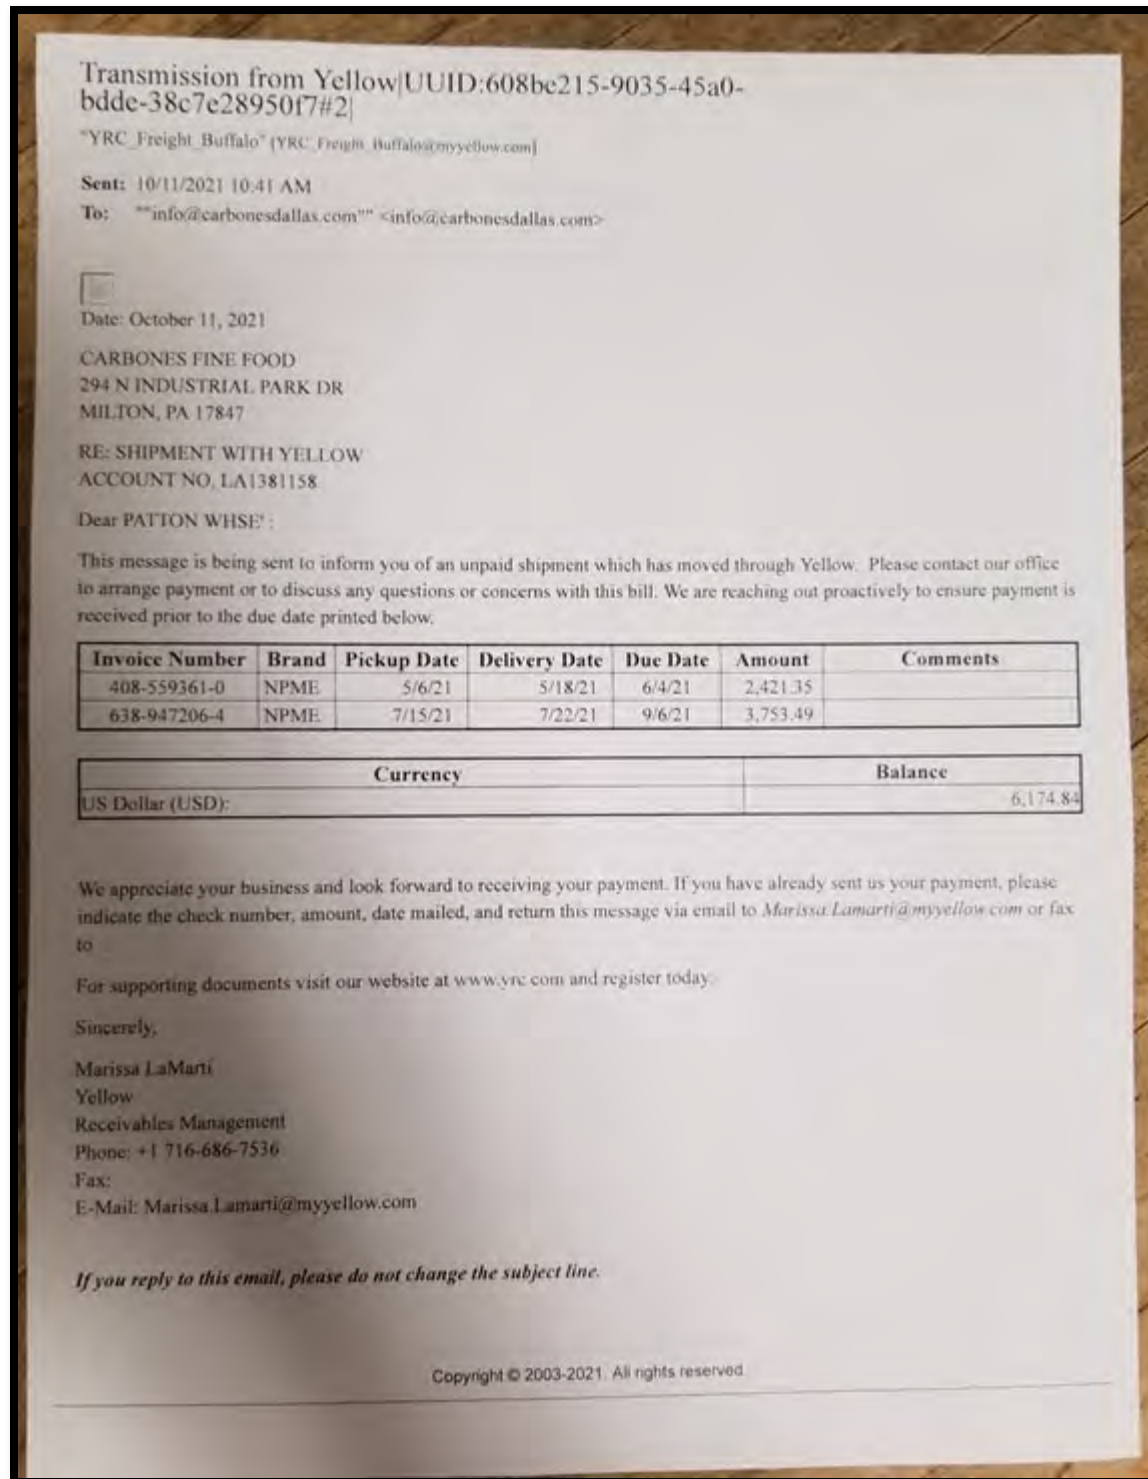 Transmission from Yellow|UUID:608be215-9035-45a0-
bdde-38c7e28950f7#2|
"YRC_Freight_Buffalo" [YRC_Freight_Buffalo@myyellow.com]
Sent: 10/11/2021 10:41 AM
To: ""info@carbonesdallas.com"" <info@carbonesdallas.com>
Date: October 11, 2021
CARBONES FINE FOOD
294 N INDUSTRIAL PARK DR
MILTON, PA 17847
RE: SHIPMENT WITH YELLOW
ACCOUNT NO. LA1381158
Dear PATTON WHSE' :
This message is being sent to inform you of an unpaid shipment which has moved through Yellow. Please contact our office
to arrange payment or to discuss any questions or concerns with this bill. We are reaching out proactively to ensure payment is
received prior to the due date printed below.
Invoice Number Brand Pickup Date Delivery Date Due Date Amount Comments
408-559361-0 NPME 5/6/21 5/18/21 6/4/21 2,421.35
638-947206-4 NPME 7/15/21 7/22/21 9/6/21 3,753.49
Currency Balance
US Dollar (USD): 6,174.84
We appreciate your business and look forward to receiving your payment. If you have already sent us your payment, please
indicate the check number, amount, date mailed, and return this message via email to Marissa.Lamarti@myyellow.com or fax
to
For supporting documents visit our website at www.yrc.com and register today.
Sincerely,
Marissa LaMarti
Yellow
Receivables Management
Phone: +1 716-686-7536
Fax:
E-Mail: Marissa.Lamarti@myyellow.com
If you reply to this email, please do not change the subject line.
Copyright © 2003-2021. All rights reserved.